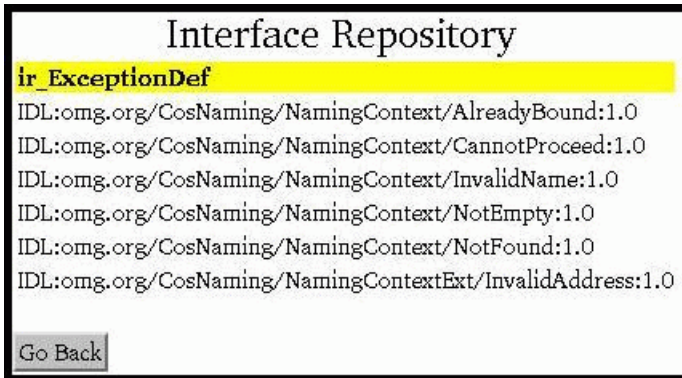 Interface Repository
ir_ExceptionDef
IDL:omg.org/CosNaming/NamingContext/AlreadyBound:1.0
IDL:omg.org/CosNaming/NamingContext/CannotProceed:1.0
IDL:omg.org/CosNaming/NamingContext/InvalidName:1.0
IDL:omg.org/CosNaming/NamingContext/NotEmpty:1.0
IDL:omg.org/CosNaming/NamingContext/NotFound:1.0
IDL:omg.org/CosNaming/NamingContextExt/InvalidAddress:1.0
Go Back